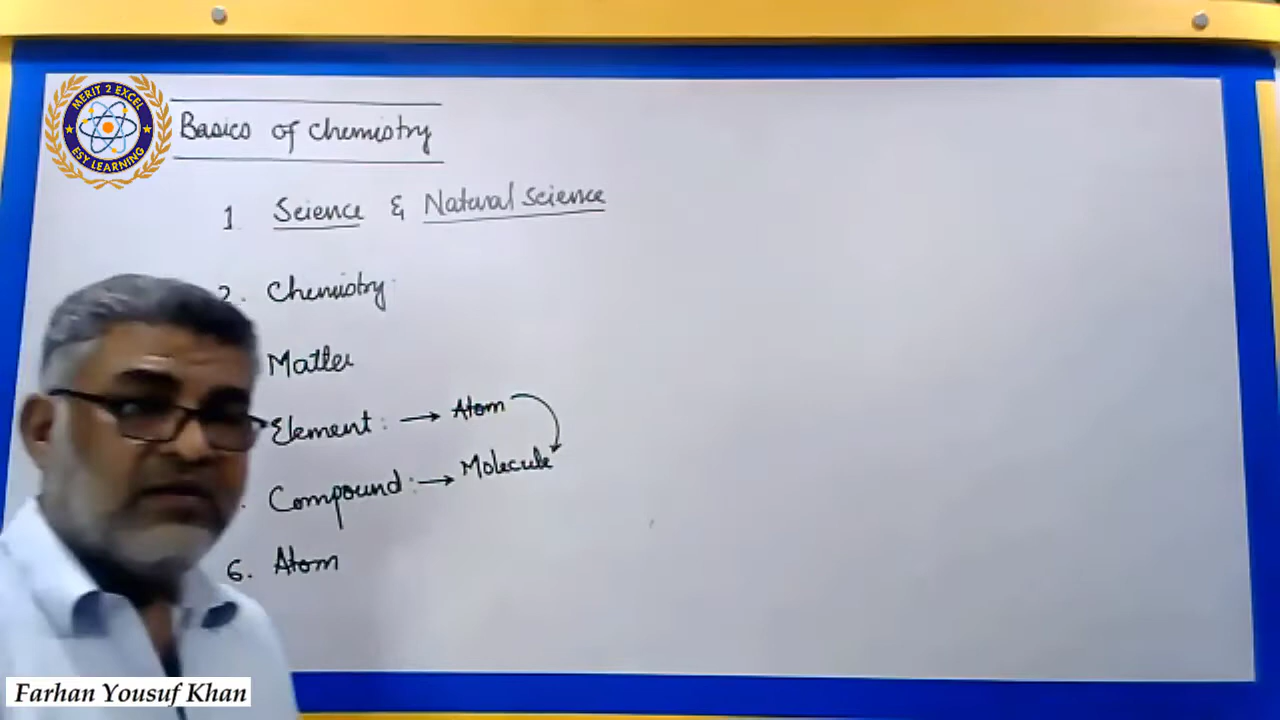 MERIT 2 EXCEL
ESY LEARNING
Basics of Chemistry
1 Science & Natural Science
2. Chemistry:
Matter
Element: → Atom
Compound: → Molecule
6. Atom
Farhan Yousuf Khan